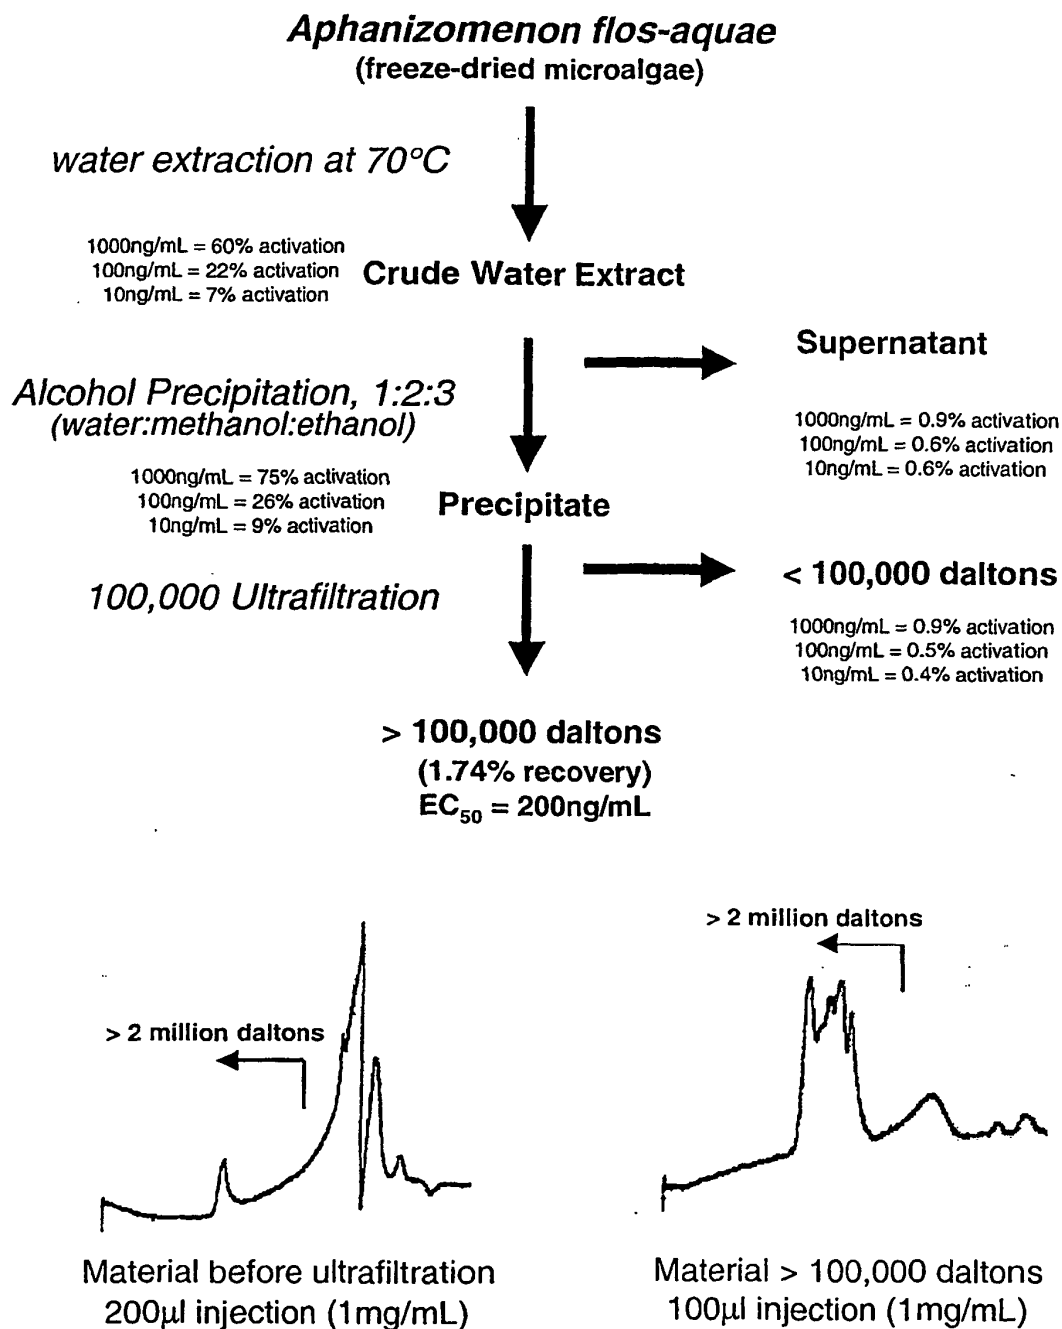 Aphanizomenon flos-aquae
(freeze-dried microalgae)
water extraction at 70°C
1000ng/mL = 60% activation
100ng/mL = 22% activation
10ng/mL = 7% activation
Crude Water Extract
Supernatant
Alcohol Precipitation, 1:2:3
(water:methanol:ethanol)
1000ng/mL = 0.9% activation
100ng/mL = 0.6% activation
10ng/mL = 0.6% activation
1000ng/mL = 75% activation
100ng/mL = 26% activation
10ng/mL = 9% activation
Precipitate
< 100,000 daltons
100,000 Ultrafiltration
1000ng/mL = 0.9% activation
100ng/mL = 0.5% activation
10ng/mL = 0.4% activation
> 100,000 daltons
(1.74% recovery)
EC50 = 200ng/mL
> 2 million daltons
> 2 million daltons
Material before ultrafiltration
200µl injection (1mg/mL)
Material > 100,000 daltons
100µl injection (1mg/mL)